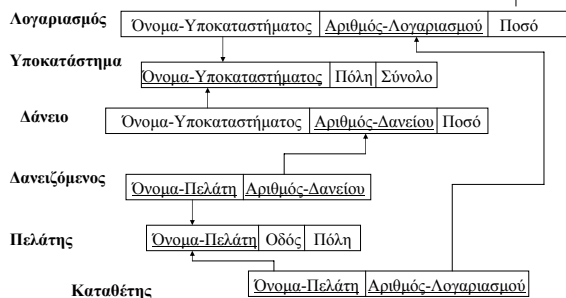 Λογαριασμός Όνομα-Υποκαταστήματος Αριθμός-Λογαριασμού Ποσό
Υποκατάστημα
Όνομα-Υποκαταστήματος Πόλη Σύνολο
Δάνειο Όνομα-Υποκαταστήματος Αριθμός-Δανείου Ποσό
Δανειζόμενος Όνομα-Πελάτη Αριθμός-Δανείου
Πελάτης Όνομα-Πελάτη Οδός Πόλη
Καταθέτης Όνομα-Πελάτη Αριθμός-Λογαριασμού